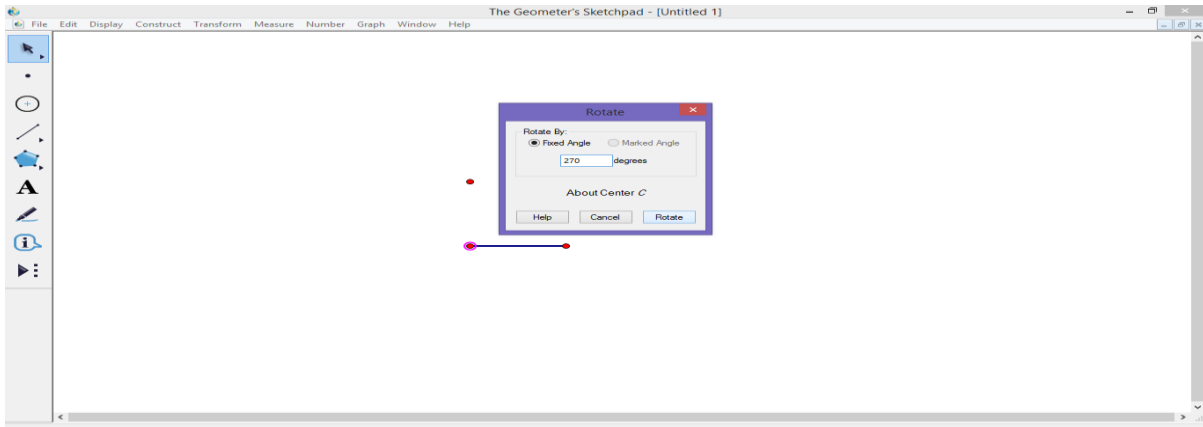 The Geometer's Sketchpad - [Untitled 1]
File Edit Display Construct Transform Measure Number Graph Window Help
Rotate
Rotate By:
Fixed Angle Marked Angle
270 degrees
About Center C
Help Cancel Rotate
A